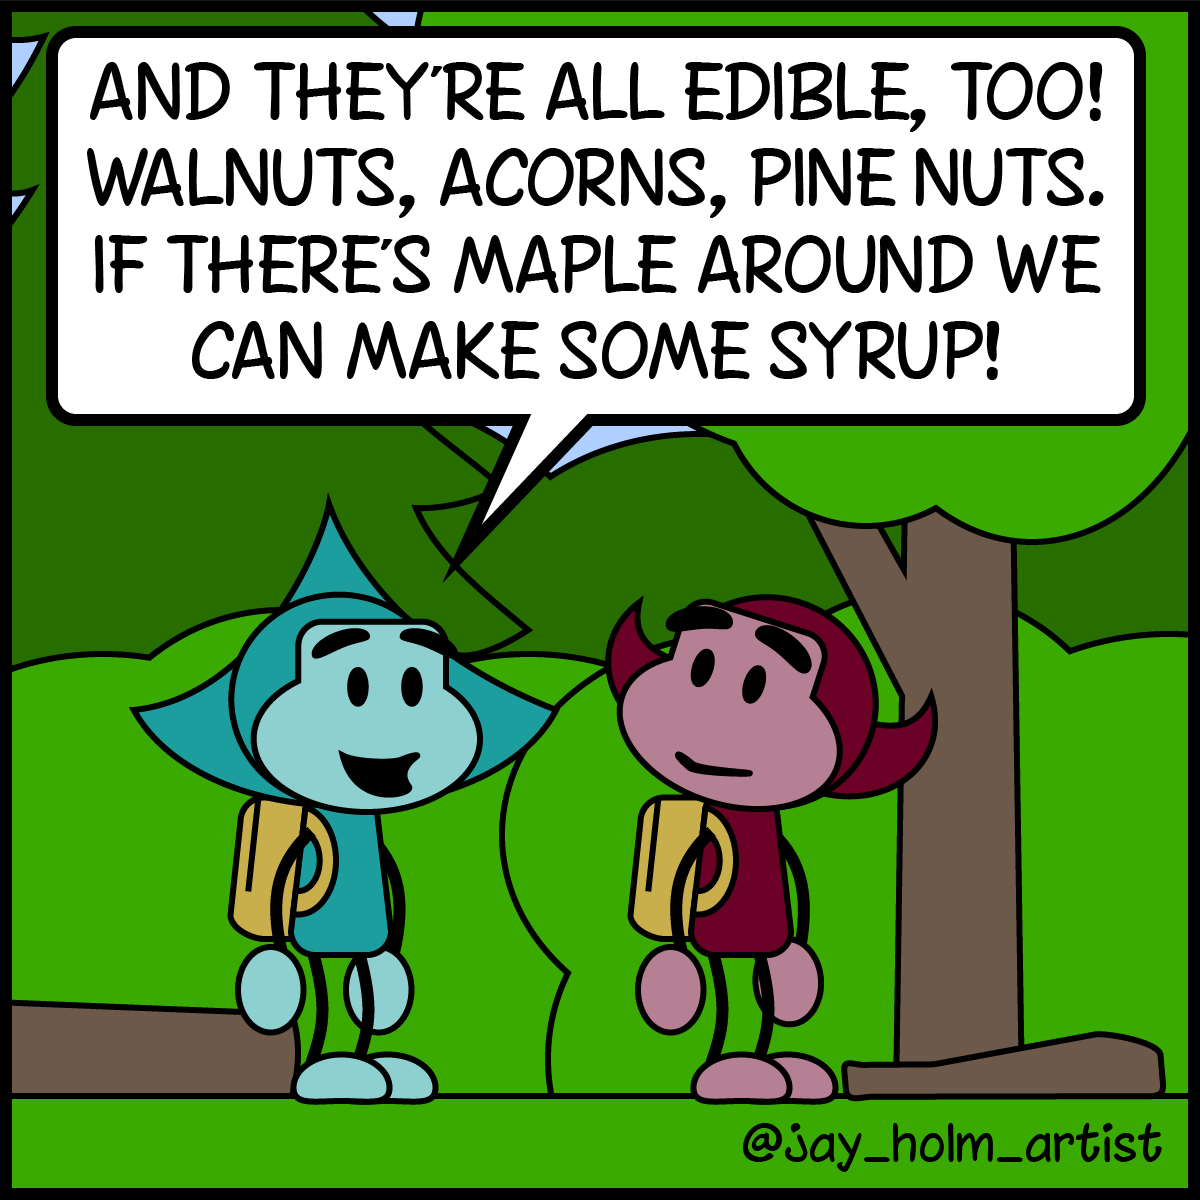 AND THEY'RE ALL EDIBLE, TOO!
WALNUTS, ACORNS, PINE NUTS.
IF THERE'S MAPLE AROUND WE
CAN MAKE SOME SYRUP!
@jay_holm_artist